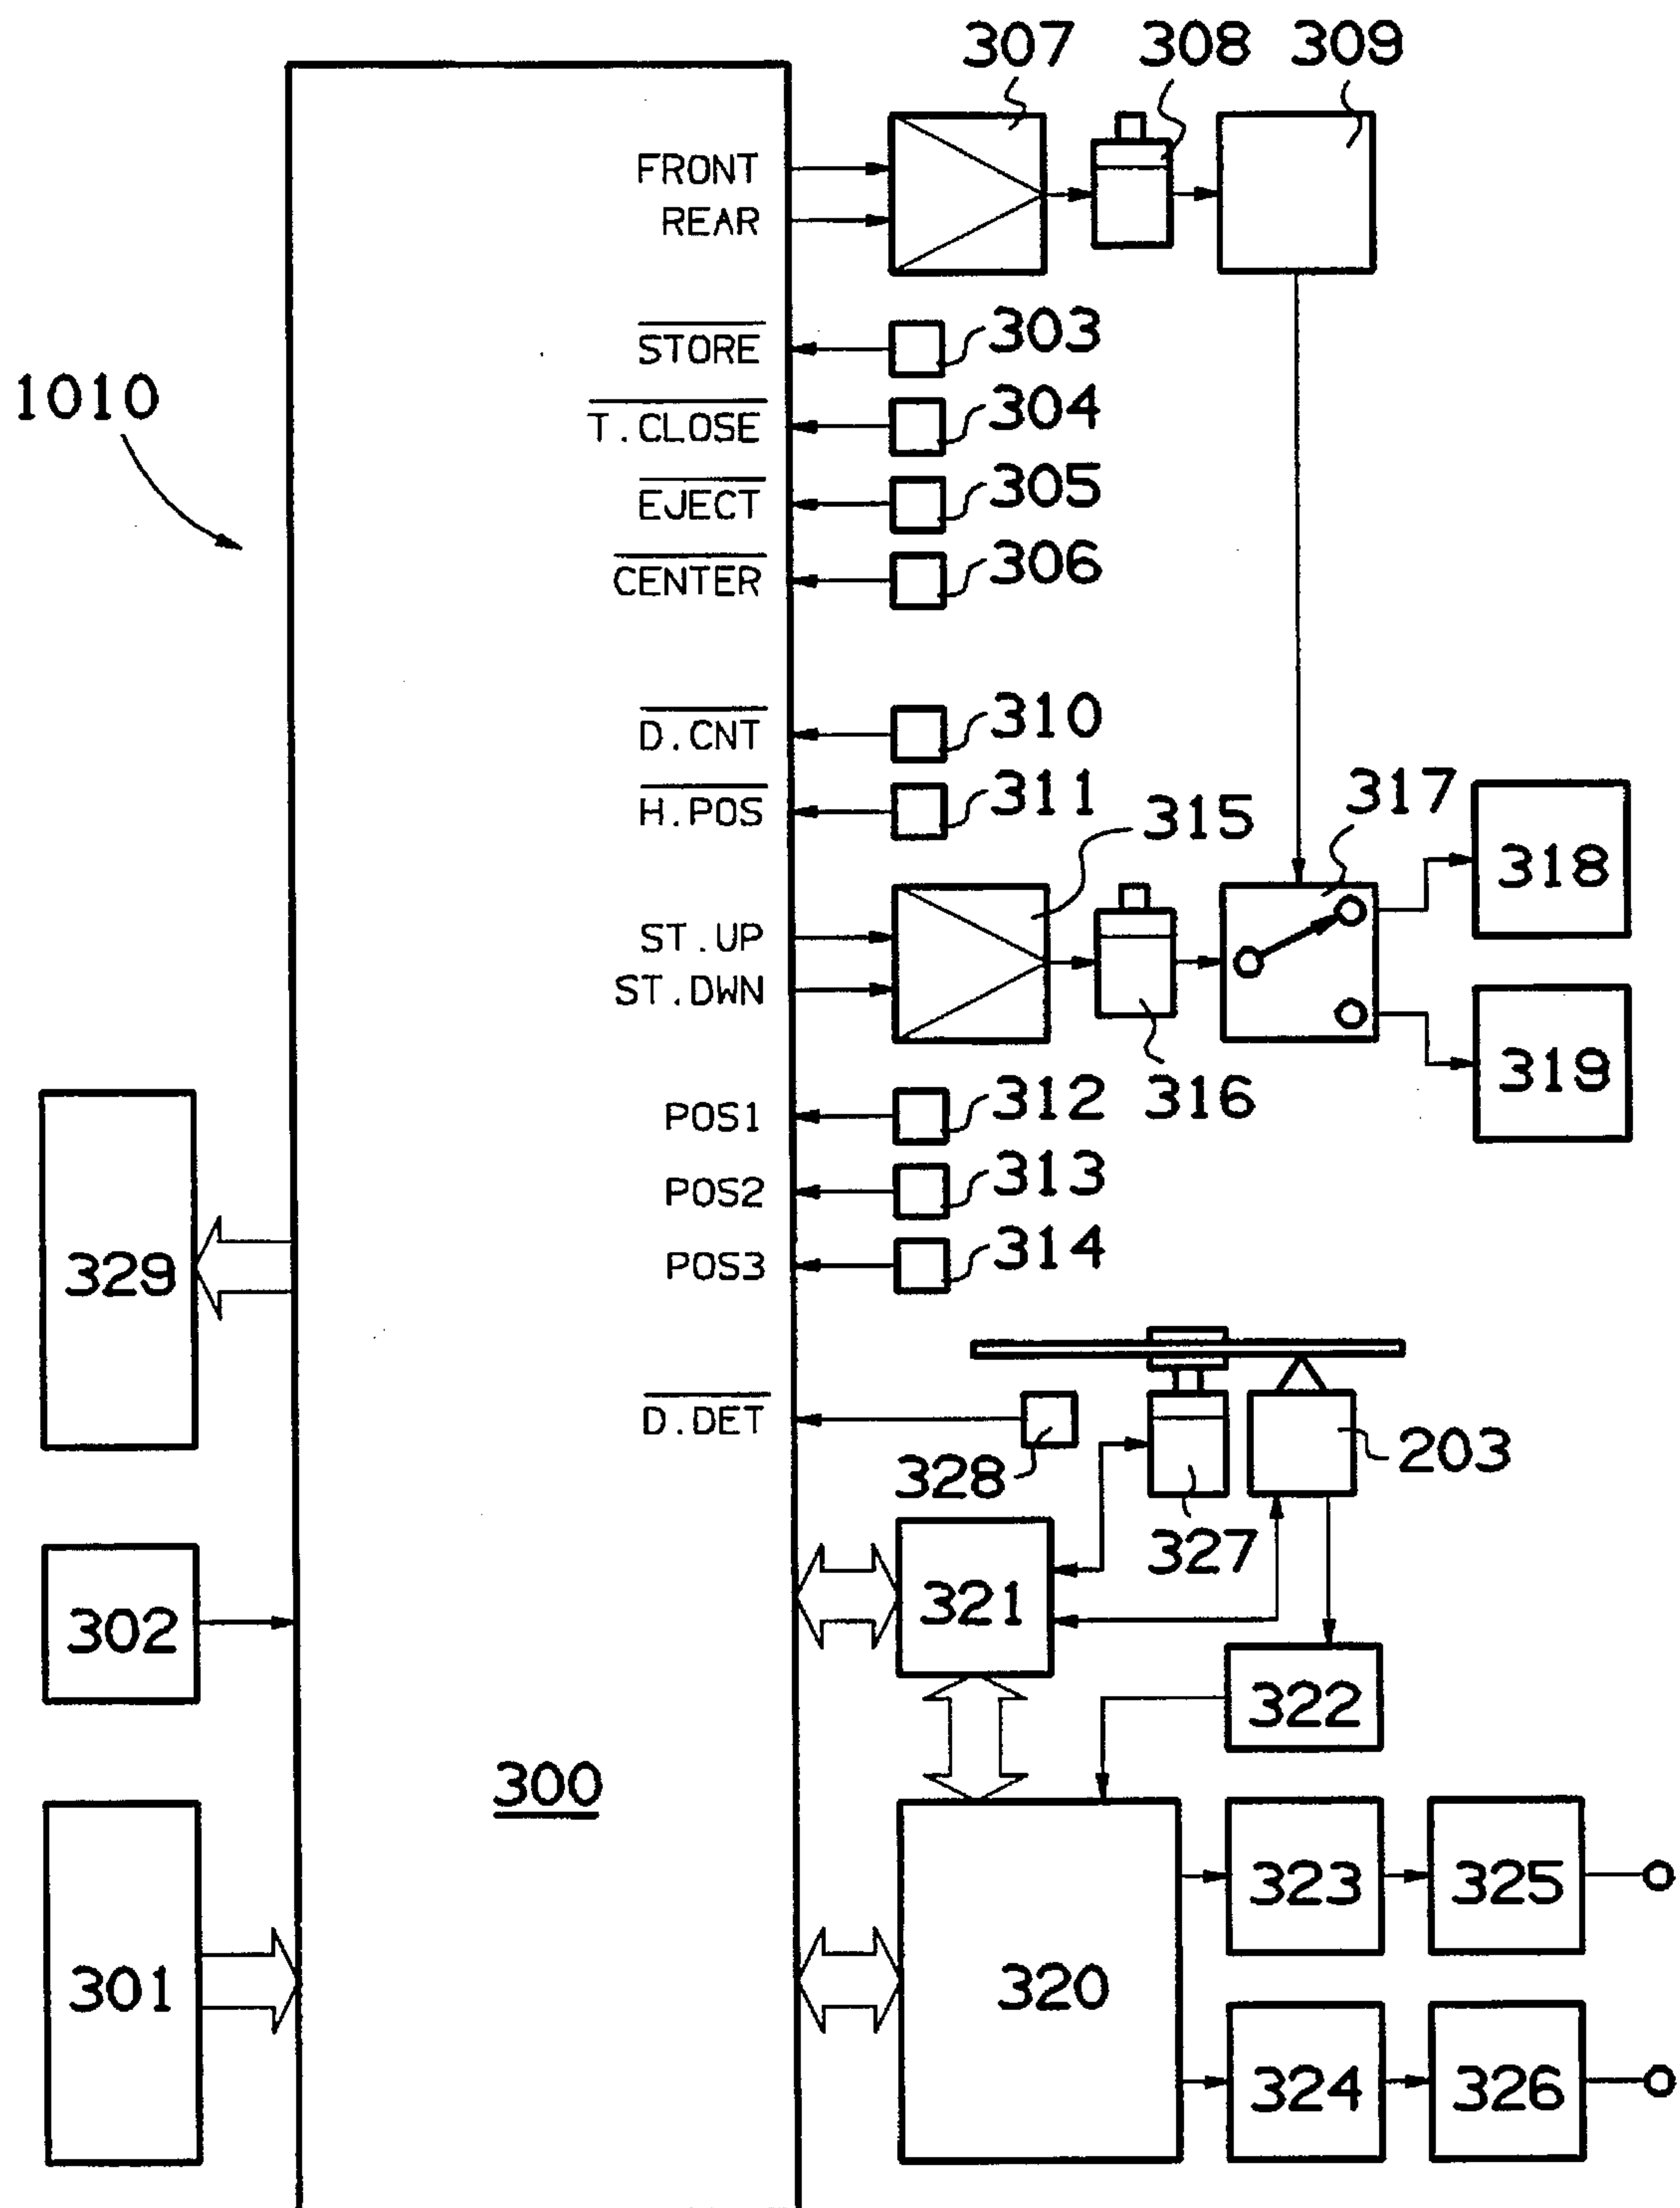 307 308 309
FRONT
REAR
STORE 303
1010
T.CLOSE 304
EJECT 305
CENTER 306
D.CNT 310
H.POS 311
315 317
318
ST.UP
ST.DWN
316
319
POS1 312
POS2 313
POS3 314
329
D.DET
328 203
327
321
302
322
300
323 325
301
320
324 326